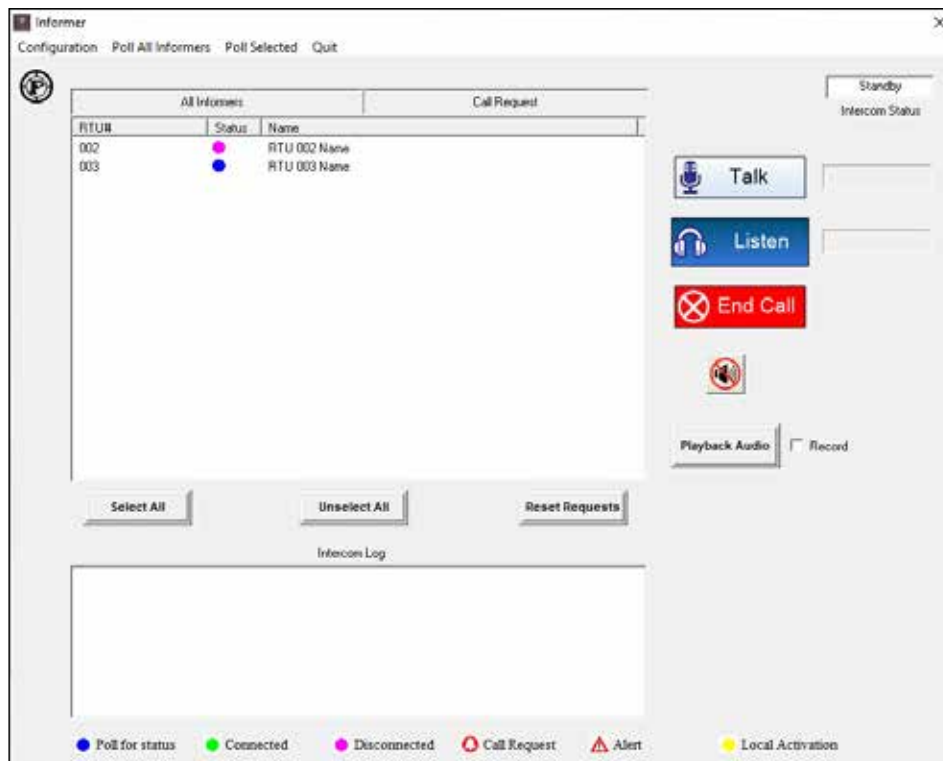 Informer
Configuration Poll All Informers Poll Selected Quit
P
All Informers Call Request
Standby
Intercom Status
RTU# Status Name
002 RTU 002 Name
003 RTU 003 Name
Talk
Listen
End Call
Playback Audio Record
Select All Unselect All Reset Requests
Intercom Log
Poll for status Connected Disconnected Call Request Alert Local Activation